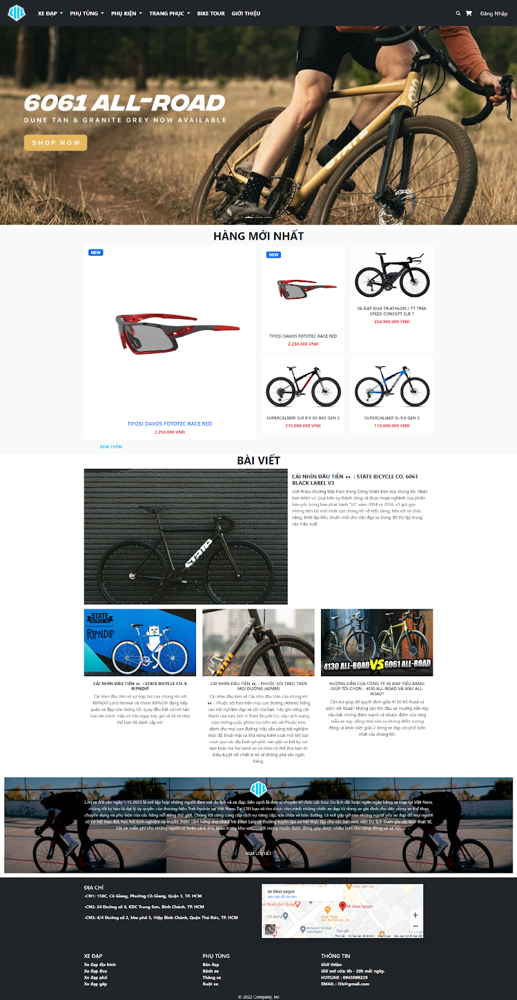 XE ĐẠP PHỤ TÙNG PHỤ KIỆN TRANG PHỤC BIKE TOUR GIỚI THIỆU Đăng Nhập
6061 ALL-ROAD
DUNE TAN & GRANITE GREY NOW AVAILABLE
SHOP NOW
STATE
HÀNG MỚI NHẤT
NEW
TIFOSI DAVOS FOTOTEC RACE RED
2.250.000 VNĐ
NEW
TIFOSI DAVOS FOTOTEC RACE RED
2.250.000 VNĐ
XE ĐẠP ĐUA TRIATHLON / TT TREK
SPEED CONCEPT SLR 7
224.900.000 VNĐ
SUPERCALIBER SLR 9.9 X0 AXS GEN 2
215.000.000 VNĐ
SUPERCALIBER SL 9.6 GEN 2
110.000.000 VNĐ
XEM THÊM
BÀI VIẾT
STATE
CÁI NHÌN ĐẦU TIÊN 👀 : STATE BICYCLE CO. 6061
BLACK LABEL V3
Giới thiệu chương tiếp theo trong Dòng Nhãn Đen của chúng tôi. Nhãn
Đen 6061 v3. Dựa trên sự thành công và được hoan nghênh của phiên
bản gốc trong bản phát hành "V2" năm 2014 và 2016, v3 gói gọn
những tiến bộ mới nhất của chúng tôi về kiểu dáng, tiện ích và chức
năng, thiết lập tiêu chuẩn mới cho việc đạp xe trong đô thị tập trung
vào hiệu suất.
STATE
BICYCLE CO.
RIPNDIP
CÁI NHÌN ĐẦU TIÊN 👀 : STATE BICYCLE CO. X
RIPNDIP
Cái nhìn đầu tiên về sự hợp tác của chúng tôi với
RIPNDIP.Lord Nermal và nhóm RIPNDIP đang tiếp
quản xe đạp của chúng tôi, quay đầu bất cứ nơi nào
bạn lăn bánh. Hãy sở hữu ngay bây giờ và lái xe như
thể bạn đã đánh cắp nó!
STATE
CÁI NHÌN ĐẦU TIÊN 👀 : PHUỘC SỎI TREO TRÊN
MỌI ĐƯỜNG (40MM)
Cái nhìn đầu tiên về Cái nhìn đầu tiên của chúng tôi
👀 : Phuộc sỏi treo trên mọi con đường (40mm) Nâng
cao trải nghiệm đạp xe sỏi của bạn. Hãy giữ vững các
thanh của bạn, bởi vì State Bicycle Co. sắp cách mạng
hóa những cuộc phiêu lưu trên sỏi với Phuộc treo
dành cho mọi con đường! Hãy sẵn sàng trải nghiệm
mức độ thoải mái và khả năng kiểm soát mới khi bạn
vượt qua các địa hình gồ ghề, ván giặt và bất kỳ nơi
nào khác mà hai bánh xe và chân có thể đưa bạn đi.
Điều tuyệt vời nhất là nó sẽ không phá sản ngân
hàng.
4130 ALL-ROAD VS 6061 ALL-ROAD
HƯỚNG DẪN CỦA CÔNG TY XE ĐẠP TIỂU BANG:
GIÚP TÔI CHỌN - 4130 ALL-ROAD VÀ 6061 ALL-
ROAD?
Cần trợ giúp để quyết định giữa 4130 All Road và
6061 All-Road? Không cần tìm đâu xa. Hướng dẫn này
nêu bật những điểm mạnh và nhược điểm của từng
mẫu xe này, đồng thời nêu ra những điểm tương
đồng và khác biệt giữa 2 dòng xe đạp sỏi phổ biến
nhất của chúng tôi!
L3H ra đời vào ngày 1.11.2023 là nơi tập hợp những người đam mê du lịch và xe đạp. Bên cạnh là đơn vị chuyên tổ chức các tour Du lịch dài hoặc ngắn ngày bằng xe Đạp tại Việt Nam,
chúng tôi tự hào là đại lý ủy quyền của thương hiệu Trek bycicle tại Việt Nam. Tại L3H bạn sẽ tìm được cho mình những chiếc xe đạp từ dòng xe gia đình cho đến dòng xe thể thao
chuyên dụng và phụ kiện của các hãng nổi tiếng thế giới. Chúng tôi cũng cung cấp dịch vụ nâng cấp, sửa chữa và bảo dưỡng. Là nơi gặp gỡ của những người yêu xe đạp để mọi người
có cơ hội trao đổi, học hỏi kinh nghiệm và truyền thêm cảm hứng cho nhau. Mr Biker Saigon thường xuyên tạo cơ hội thực tập cho các bạn sinh viên Du lịch tham gia các tour thực tế,
sửa xe miễn phí cho những người có hoàn cảnh khó khăn trong khu vực,.... với mong muốn được đóng góp được nhiều hơn cho cộng đồng và xã hội.
XEM CHI TIẾT
ĐỊA CHỈ
-CN1: 159C, Cô Giang, Phường Cô Giang, Quận 1, TP. HCM
-CN2: 24 Đường số 6, KDC Trung Sơn, Bình Chánh, TP. HCM
-CN3: 4/4 Đường số 2, khu phố 3, Hiệp Bình Chánh, Quận Thủ Đức, TP. HCM
Mr Biker Saigon
Xem bản đồ lớn hơn
Mr Biker Saigon
Cô giang
Winvest Global
Việt Nam
Google
XE ĐẠP
Xe đạp địa hình
Xe đạp đua
Xe đạp phố
Xe đạp gấp
PHỤ TÙNG
Bàn đạp
Bánh xe
Thắng xe
Ruột xe
THÔNG TIN
Giới thiệu:
Giờ mở cửa: 6h - 20h mỗi ngày.
HOTLINE : 0943098229
EMAIL : l3h@gmail.com
© 2022 Company, Inc